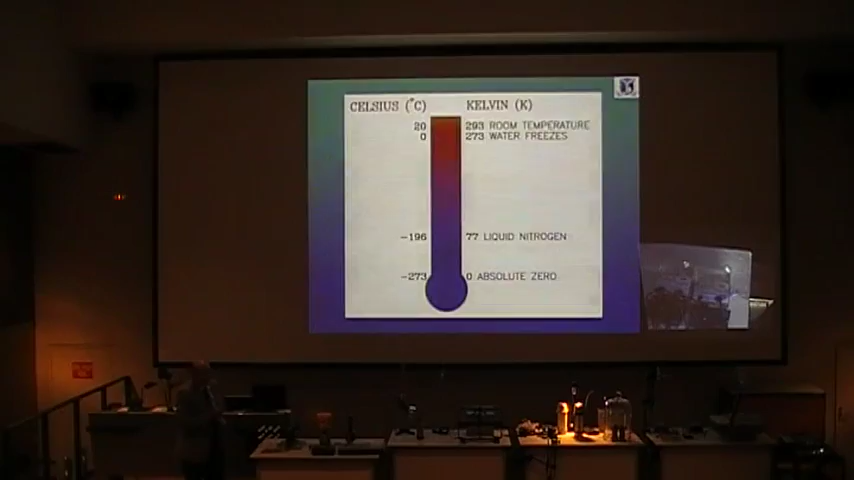 CELSIUS (°C) KELVIN (K)
20 293 ROOM TEMPERATURE
0 273 WATER FREEZES
-196 77 LIQUID NITROGEN
-273 0 ABSOLUTE ZERO